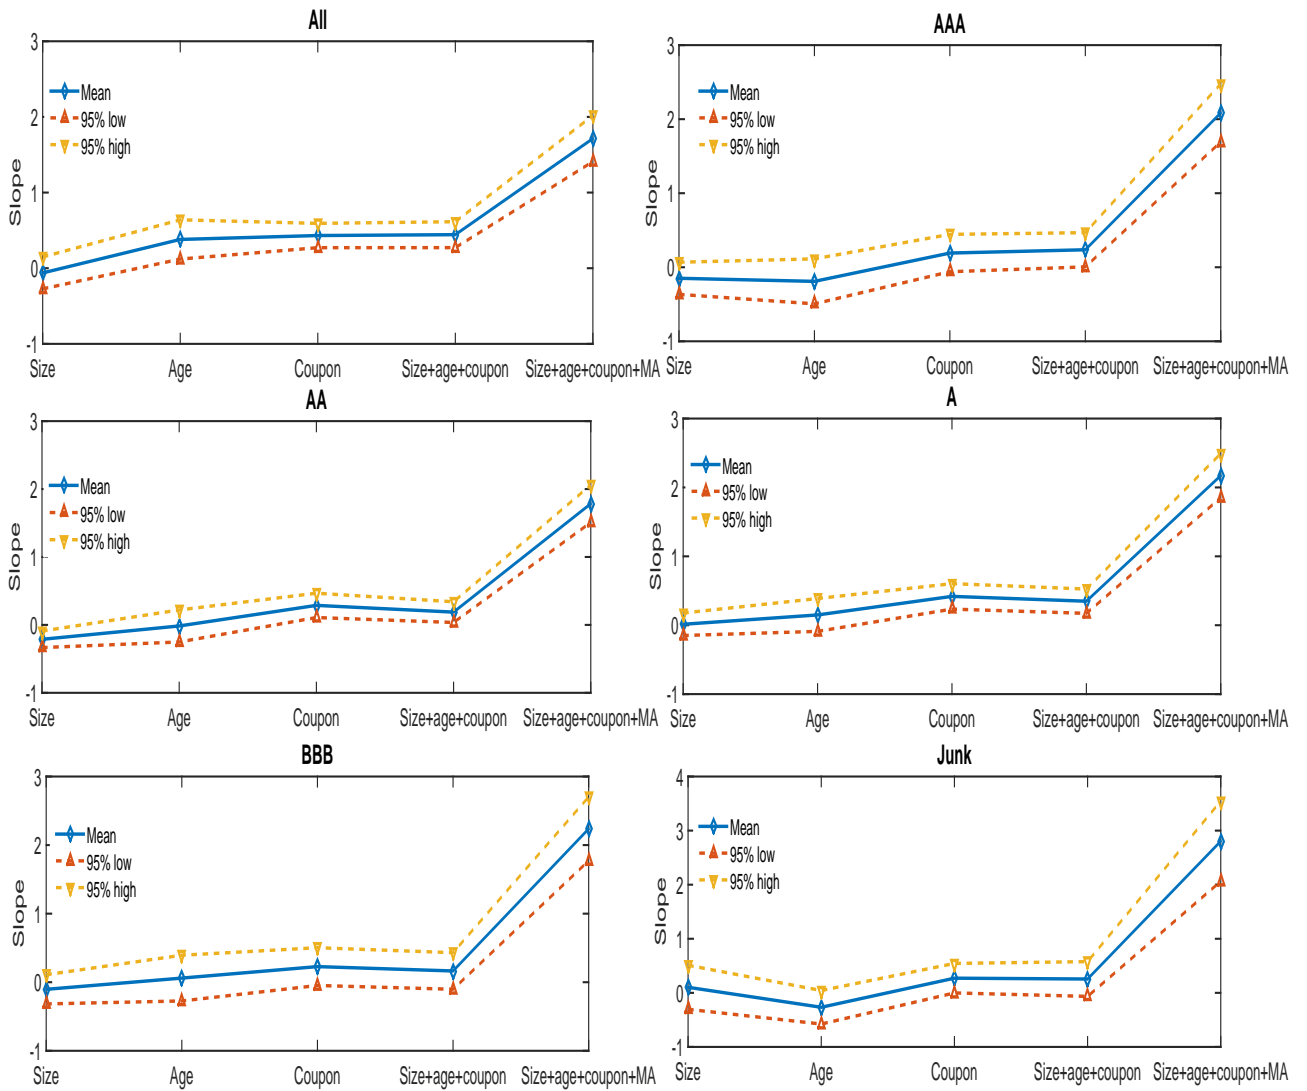 All
3
2
1
0
-1
Slope
Mean
95% low
95% high
Size
Age
Coupon
Size+age+coupon
Size+age+coupon+MA
AAA
3
2
1
0
-1
Slope
Mean
95% low
95% high
Size
Age
Coupon
Size+age+coupon
Size+age+coupon+MA
AA
3
2
1
0
-1
Slope
Mean
95% low
95% high
Size
Age
Coupon
Size+age+coupon
Size+age+coupon+MA
A
3
2
1
0
-1
Slope
Mean
95% low
95% high
Size
Age
Coupon
Size+age+coupon
Size+age+coupon+MA
BBB
3
2
1
0
-1
Slope
Mean
95% low
95% high
Size
Age
Coupon
Size+age+coupon
Size+age+coupon+MA
Junk
4
3
2
1
0
-1
Slope
Mean
95% low
95% high
Size
Age
Coupon
Size+age+coupon
Size+age+coupon+MA